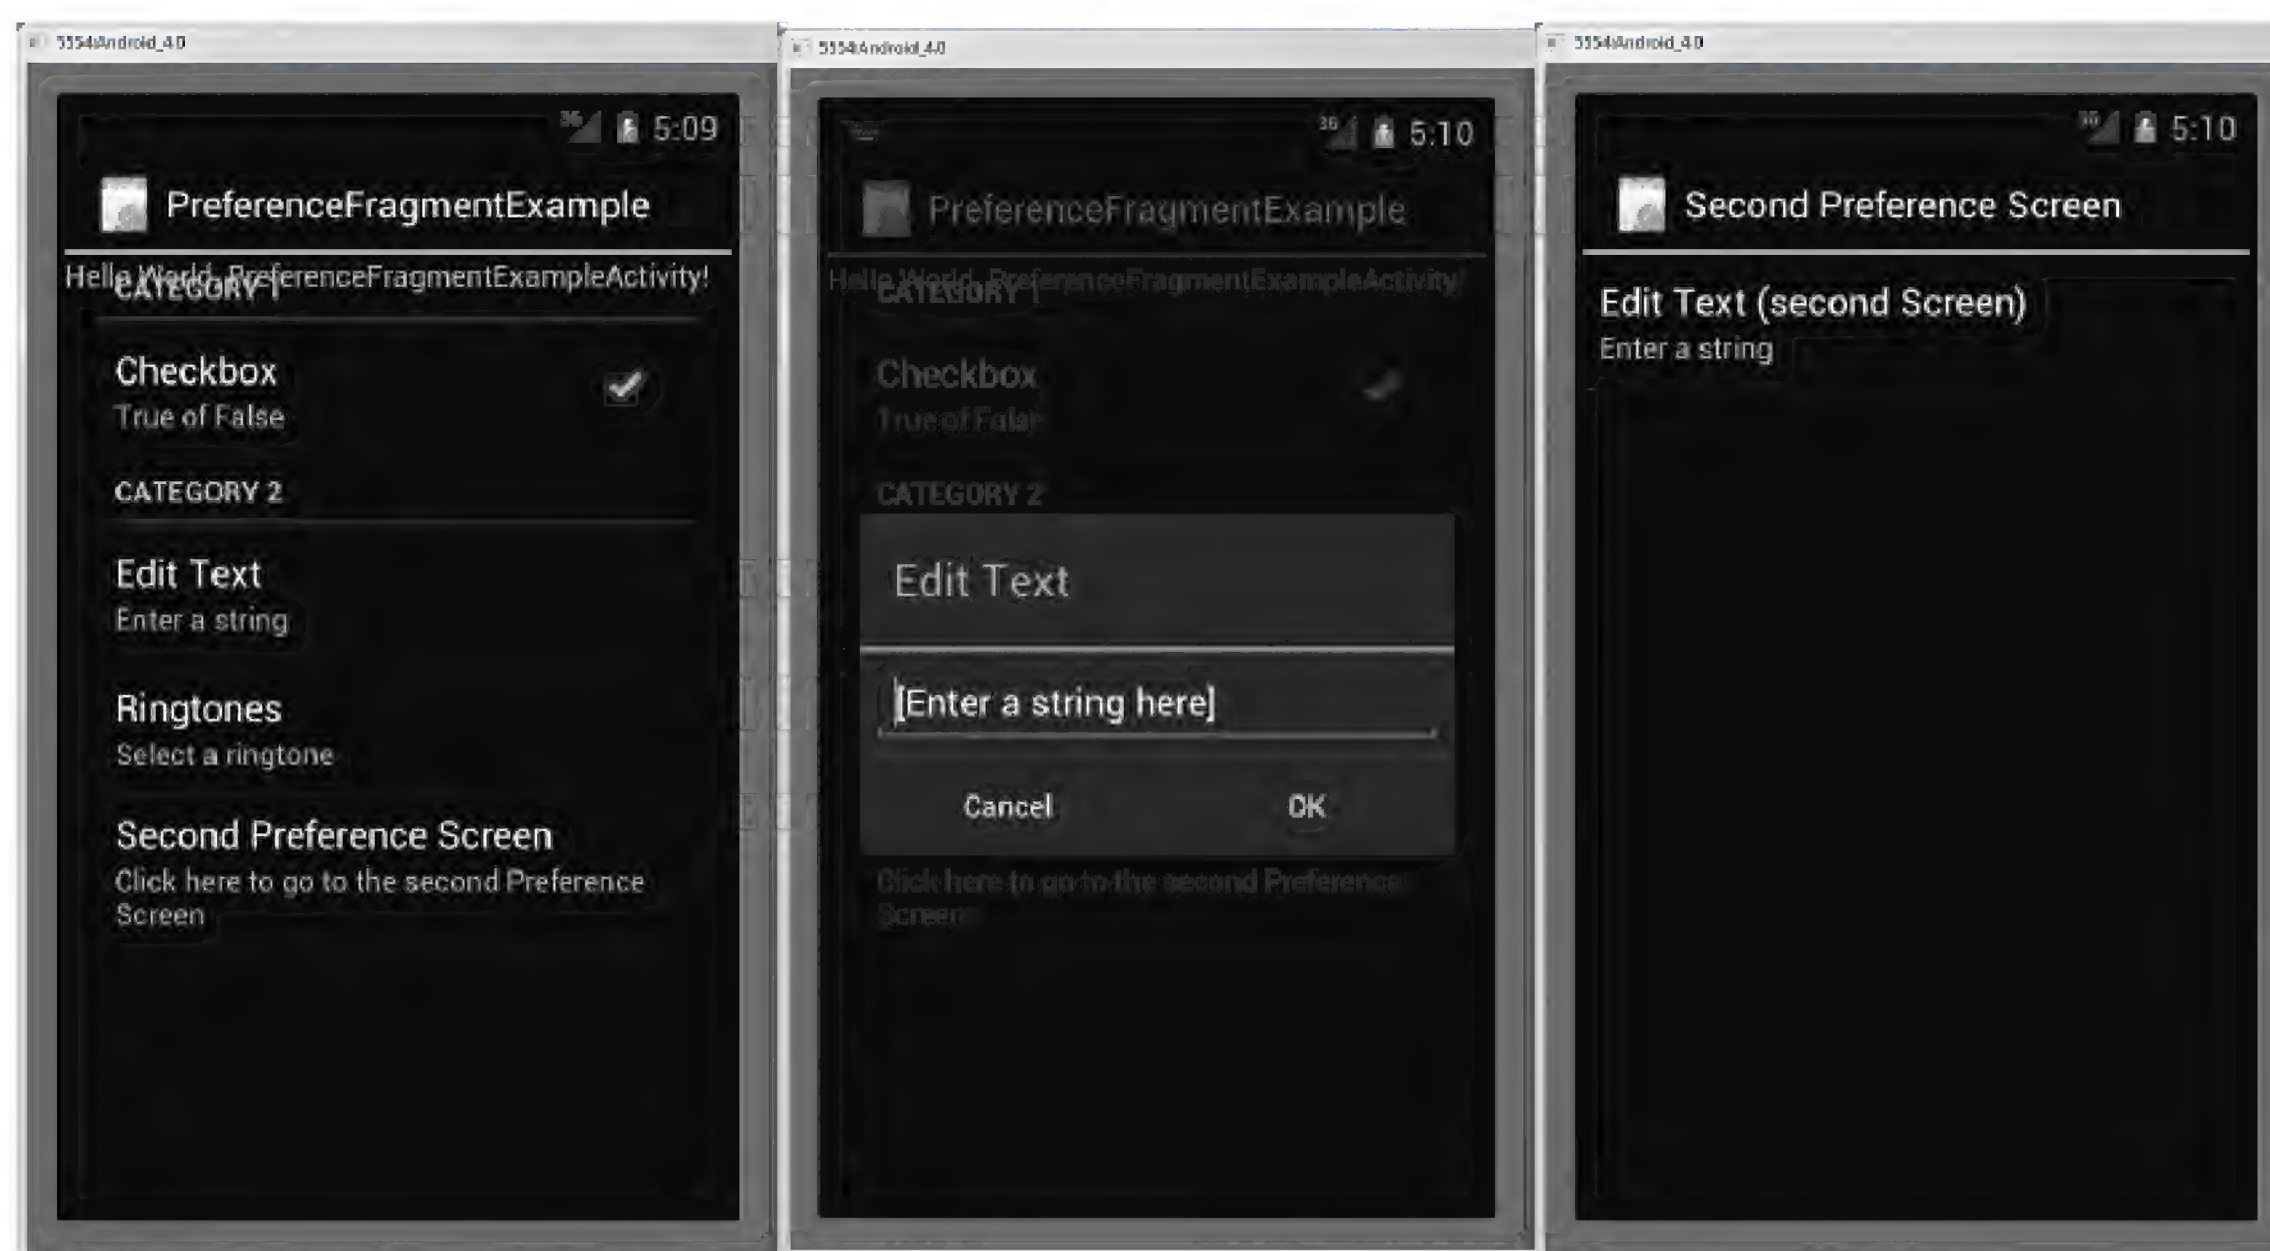 5554:Android_4.0
3G 5:09
PreferenceFragmentExample
Hello World, PreferenceFragmentExampleActivity!
CATEGORY 1
Checkbox
True of False
CATEGORY 2
Edit Text
Enter a string
Ringtones
Select a ringtone
Second Preference Screen
Click here to go to the second Preference
Screen
5554:Android_4.0
3G 5:10
PreferenceFragmentExample
Hello World, PreferenceFragmentExampleActivity!
CATEGORY 1
Checkbox
True of False
CATEGORY 2
Edit Text
[Enter a string here]
Cancel OK
Click here to go to the second Preference
Screen
5554:Android_4.0
3G 5:10
Second Preference Screen
Edit Text (second Screen)
Enter a string